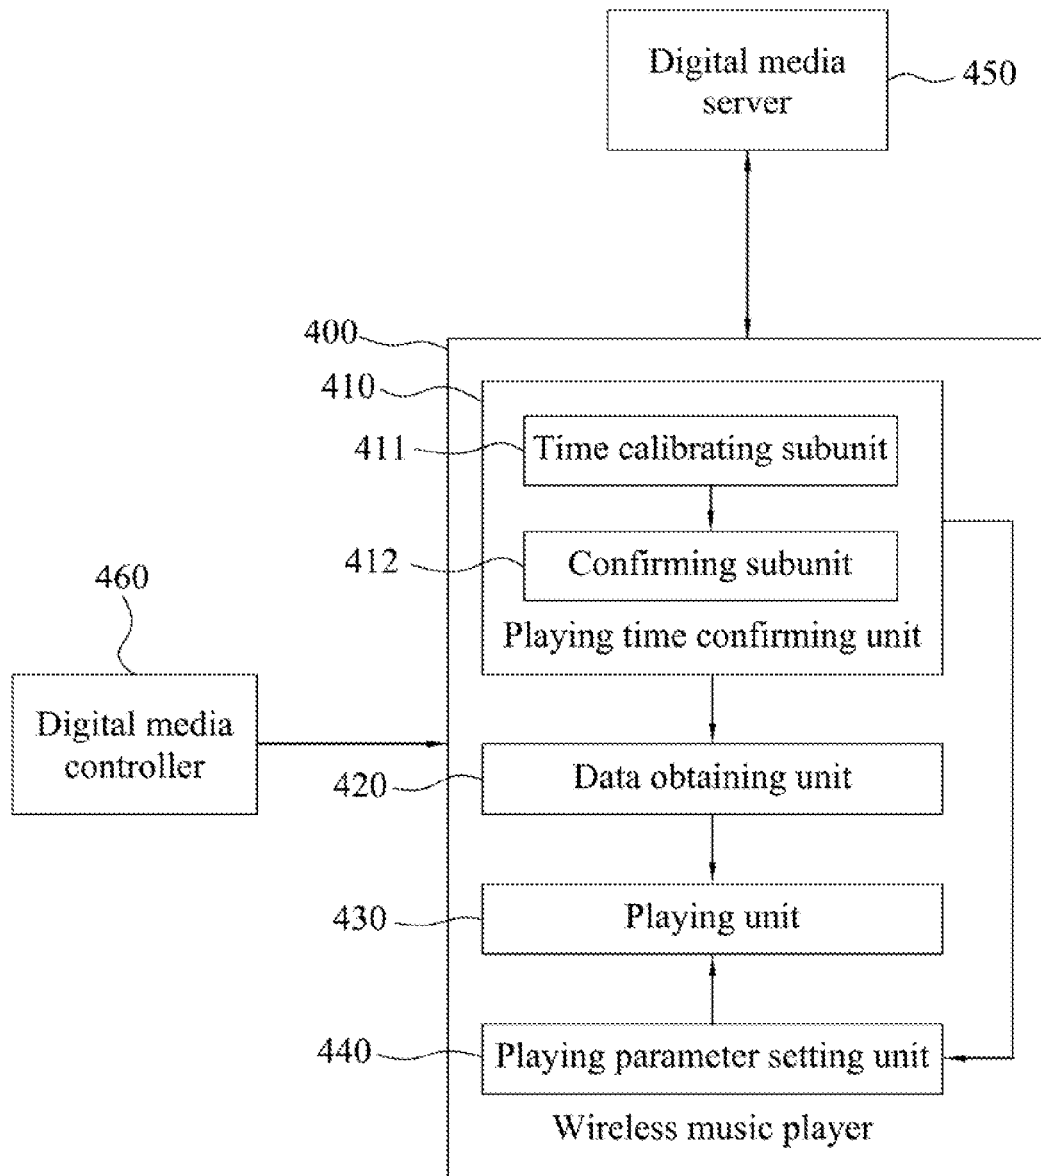 Digital media
server
450
400
410
411
Time calibrating subunit
412
Confirming subunit
460
Playing time confirming unit
Digital media
controller
420
Data obtaining unit
430
Playing unit
440
Playing parameter setting unit
Wireless music player